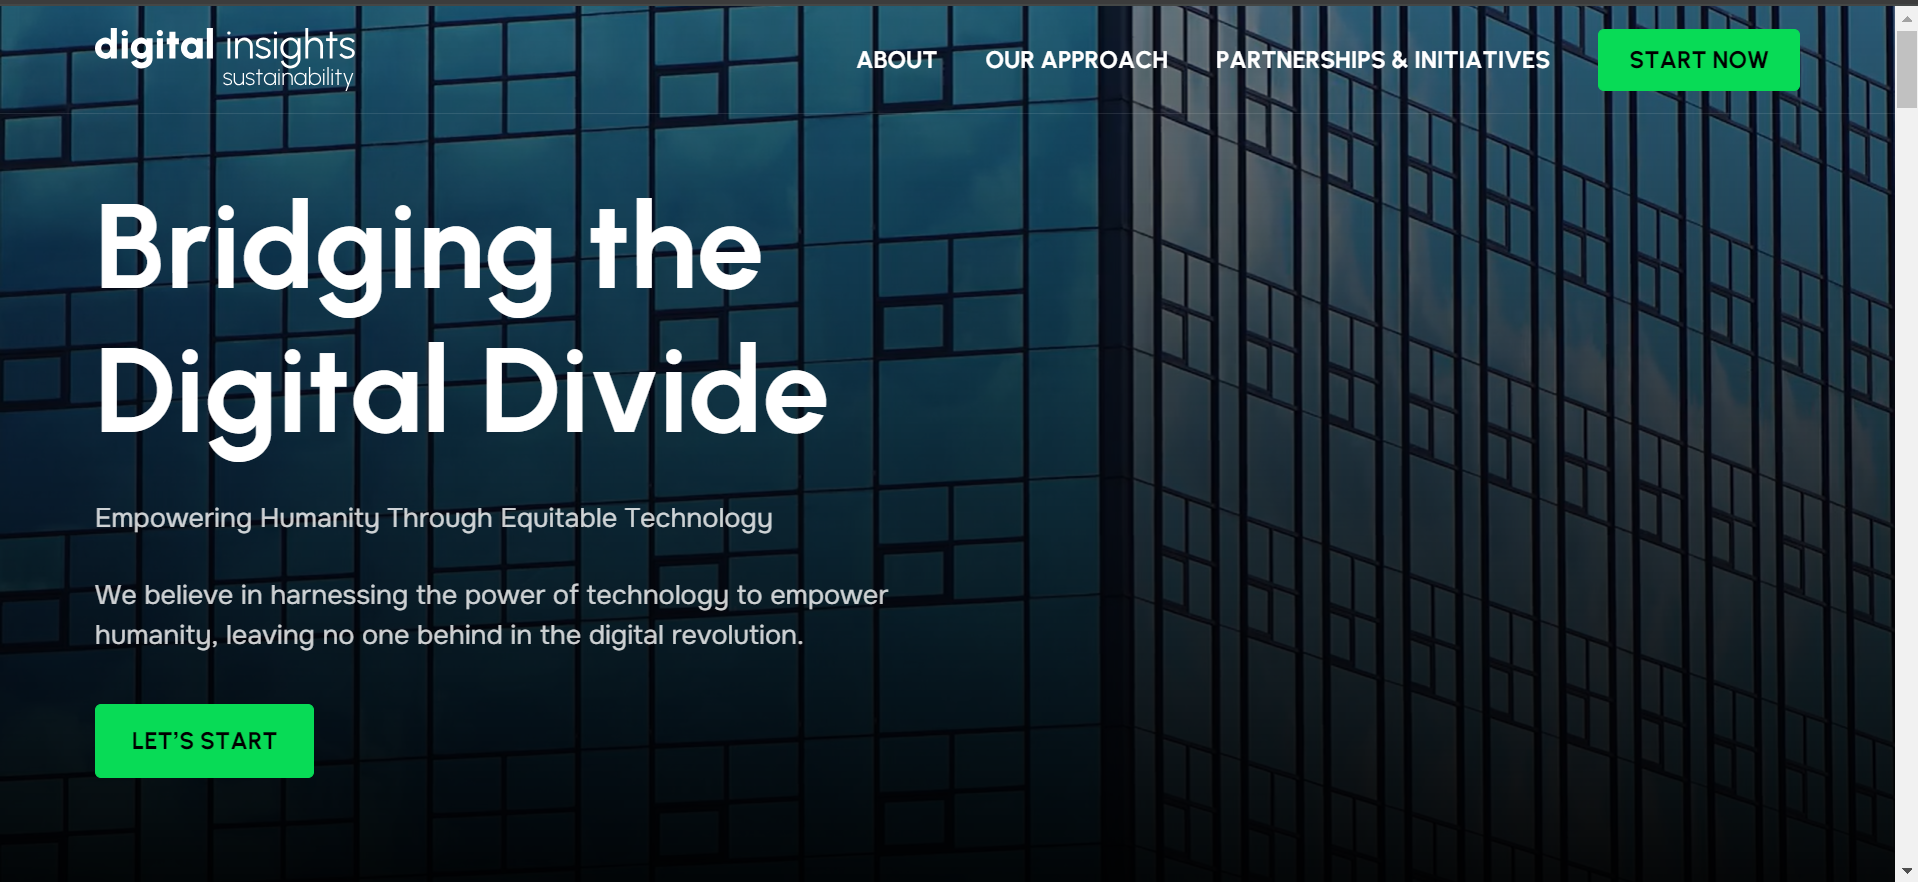 digital insights
sustainability
ABOUT
OUR APPROACH
PARTNERSHIPS & INITIATIVES
START NOW
Bridging the
Digital Divide
Empowering Humanity Through Equitable Technology
We believe in harnessing the power of technology to empower
humanity, leaving no one behind in the digital revolution.
LET’S START